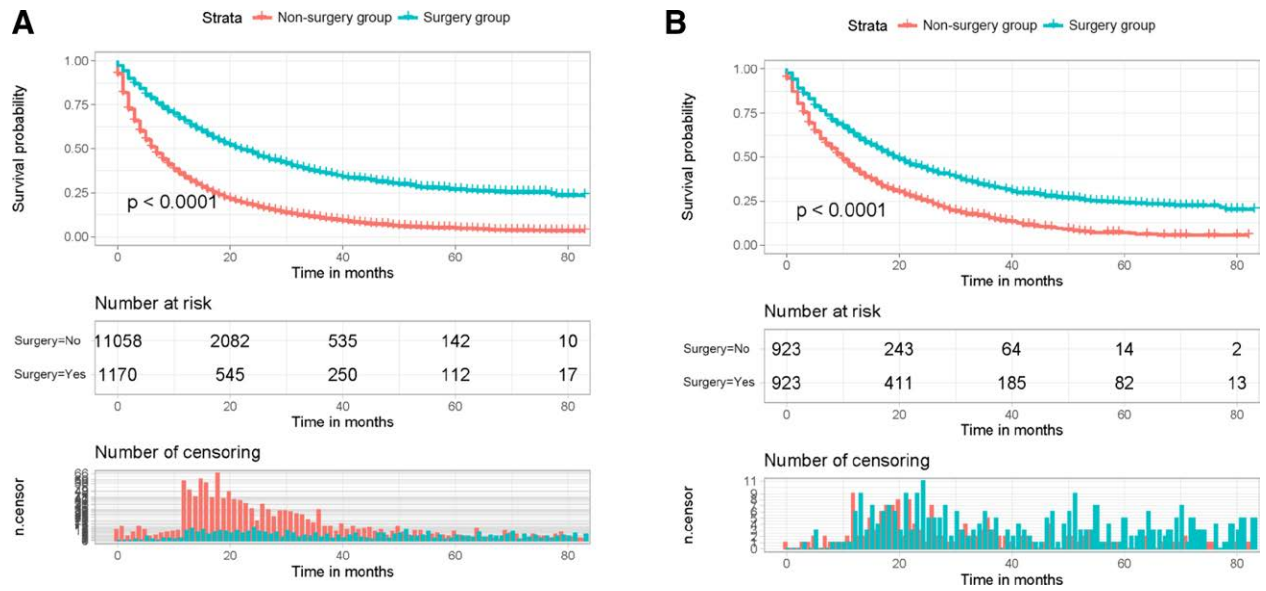 A
Strata Non-surgery group Surgery group
Survival probability
1.00
0.75
0.50
0.25
0.00
p < 0.0001
0 20 40 60 80
Time in months
Number at risk
Surgery=No 11058 2082 535 142 10
Surgery=Yes 1170 545 250 112 17
0 20 40 60 80
Time in months
Number of censoring
n.censor
66
0 20 40 60 80
Time in months
B
Strata Non-surgery group Surgery group
Survival probability
1.00
0.75
0.50
0.25
0.00
p < 0.0001
0 20 40 60 80
Time in months
Number at risk
Surgery=No 923 243 64 14 2
Surgery=Yes 923 411 185 82 13
0 20 40 60 80
Time in months
Number of censoring
n.censor
11
0
0 20 40 60 80
Time in months